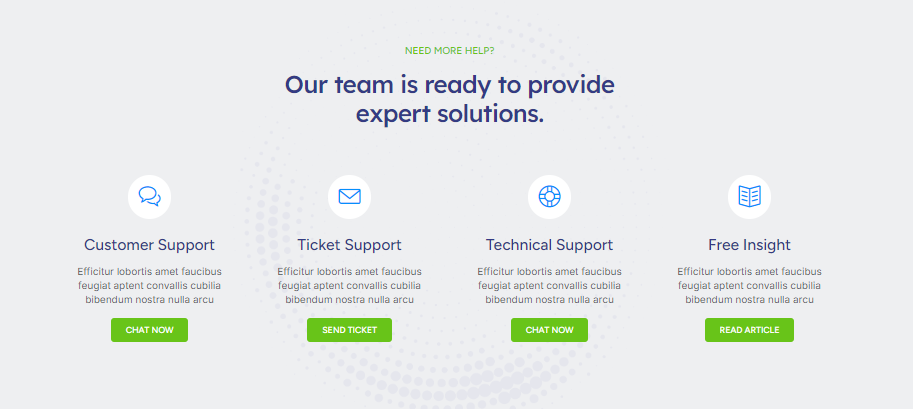 NEED MORE HELP?
Our team is ready to provide
expert solutions.
Customer Support
Efficitur lobortis amet faucibus
feugiat aptent convallis cubilia
bibendum nostra nulla arcu
CHAT NOW
Ticket Support
Efficitur lobortis amet faucibus
feugiat aptent convallis cubilia
bibendum nostra nulla arcu
SEND TICKET
Technical Support
Efficitur lobortis amet faucibus
feugiat aptent convallis cubilia
bibendum nostra nulla arcu
CHAT NOW
Free Insight
Efficitur lobortis amet faucibus
feugiat aptent convallis cubilia
bibendum nostra nulla arcu
READ ARTICLE